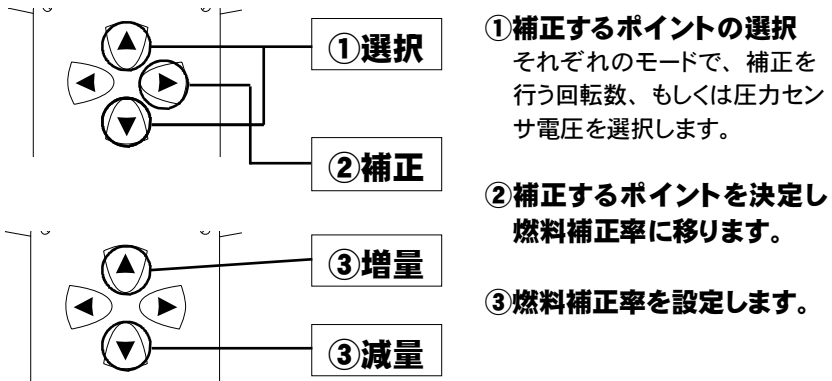 ①選択
②補正
③増量
③減量
①補正するポイントの選択
それぞれのモードで、補正を
行う回転数、もしくは圧力セン
サ電圧を選択します。
②補正するポイントを決定し
燃料補正率に移ります。
③燃料補正率を設定します。